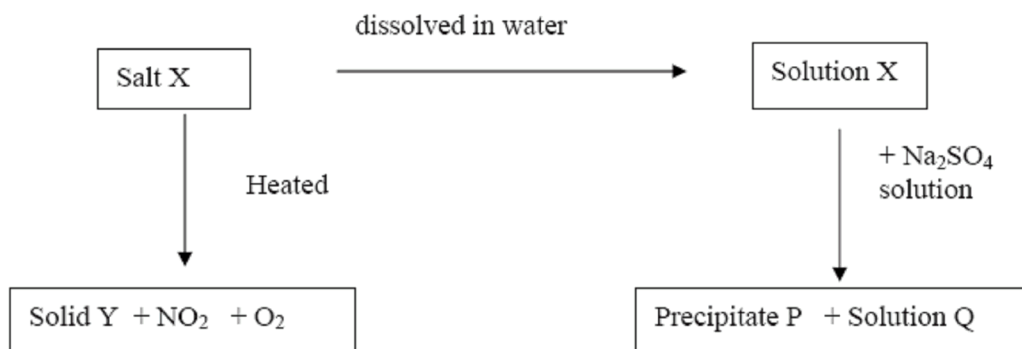 dissolved in water
Salt X
Solution X
+ Na₂SO₄
solution
Heated
Solid Y + NO₂ + O₂
Precipitate P + Solution Q